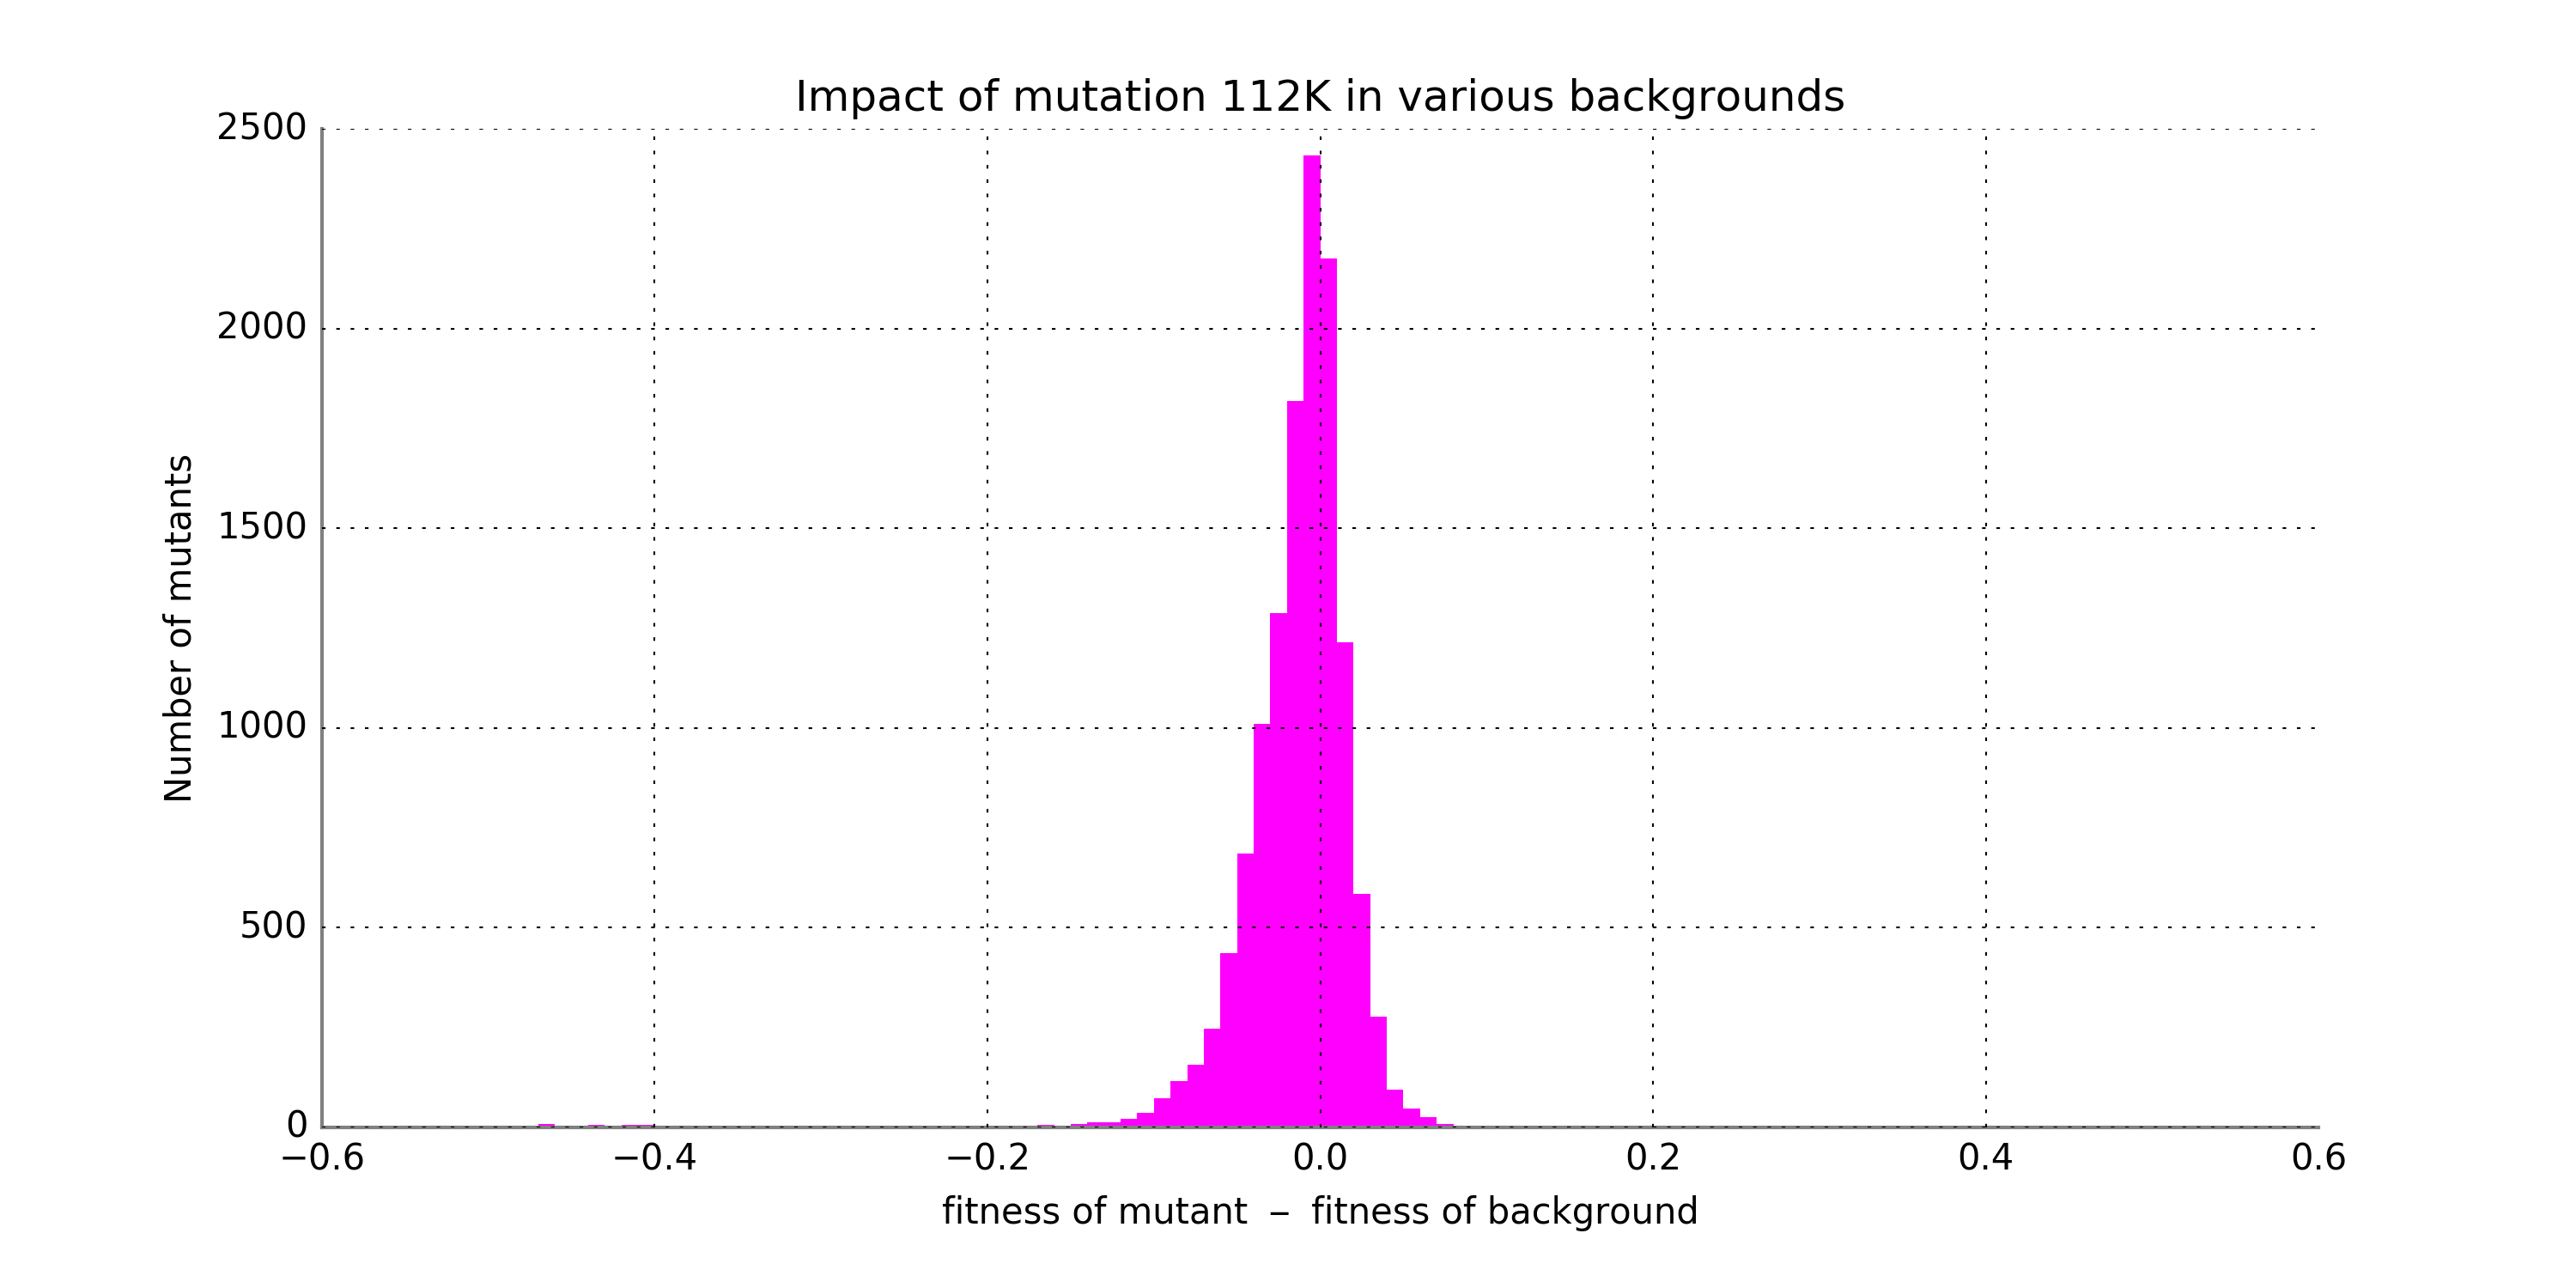 Impact of mutation 112K in various backgrounds
2500
2000
1500
1000
500
0
Number of mutants
−0.6 −0.4 −0.2 0.0 0.2 0.4 0.6
fitness of mutant − fitness of background